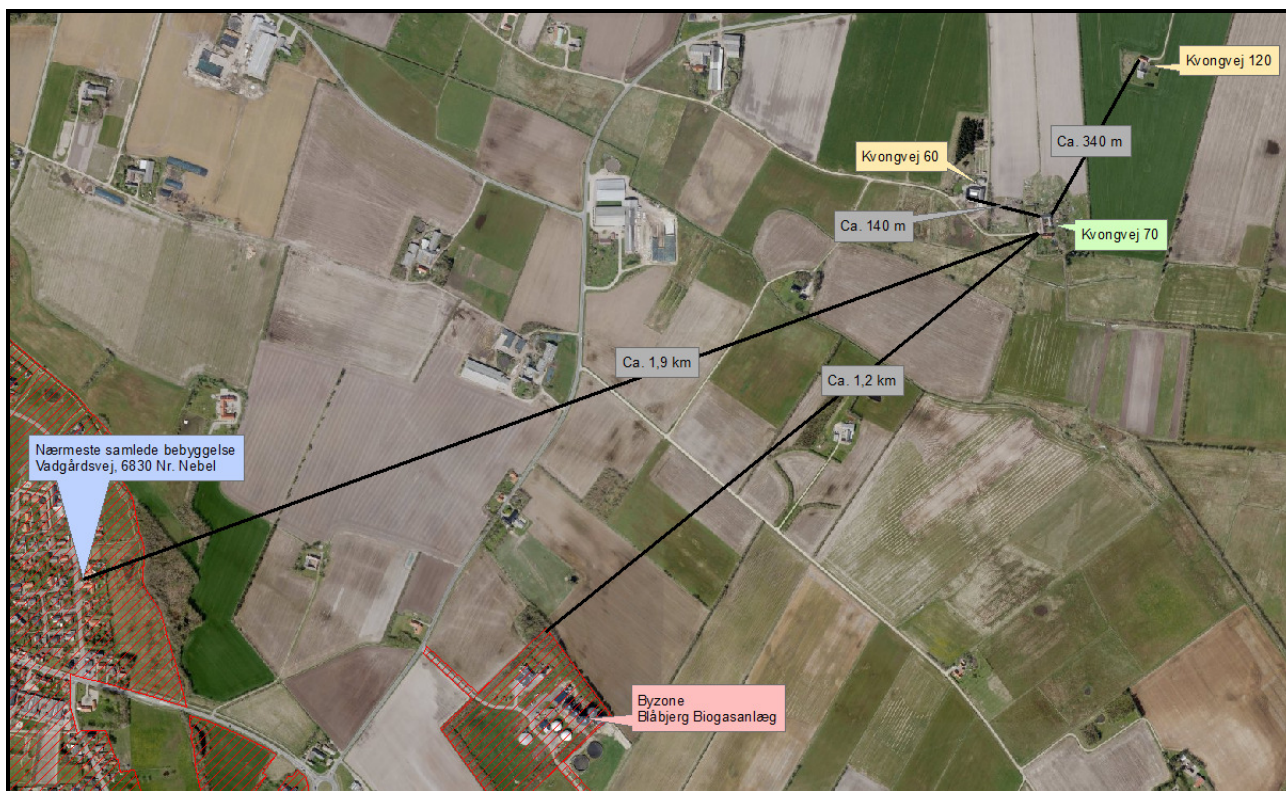 Kvongvej 120
Ca. 340 m
Kvongvej 60
Ca. 140 m
Kvongvej 70
Ca. 1,9 km
Ca. 1,2 km
Nærmeste samlede bebyggelse
Vadgårdsvej, 6830 Nr. Nebel
Byzone
Blåbjerg Biogasanlæg